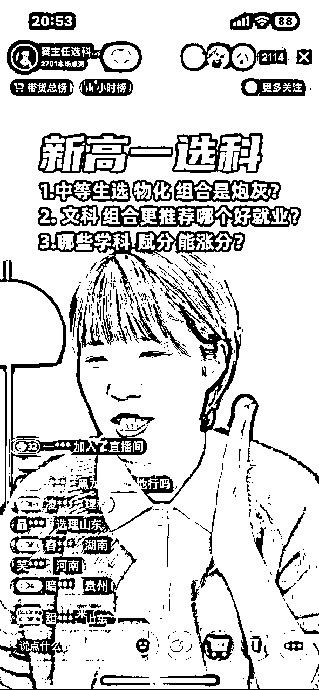 20:53
88
2114
带货总榜
小时榜
更多关注
新高一选科
1.中等生选 物化 组合是炮灰?
2. 文科 组合更推荐哪个好就业?
3.哪些学科 赋分能涨分?
加入了直播间
选理山东
湖南
河南
贵州
山东